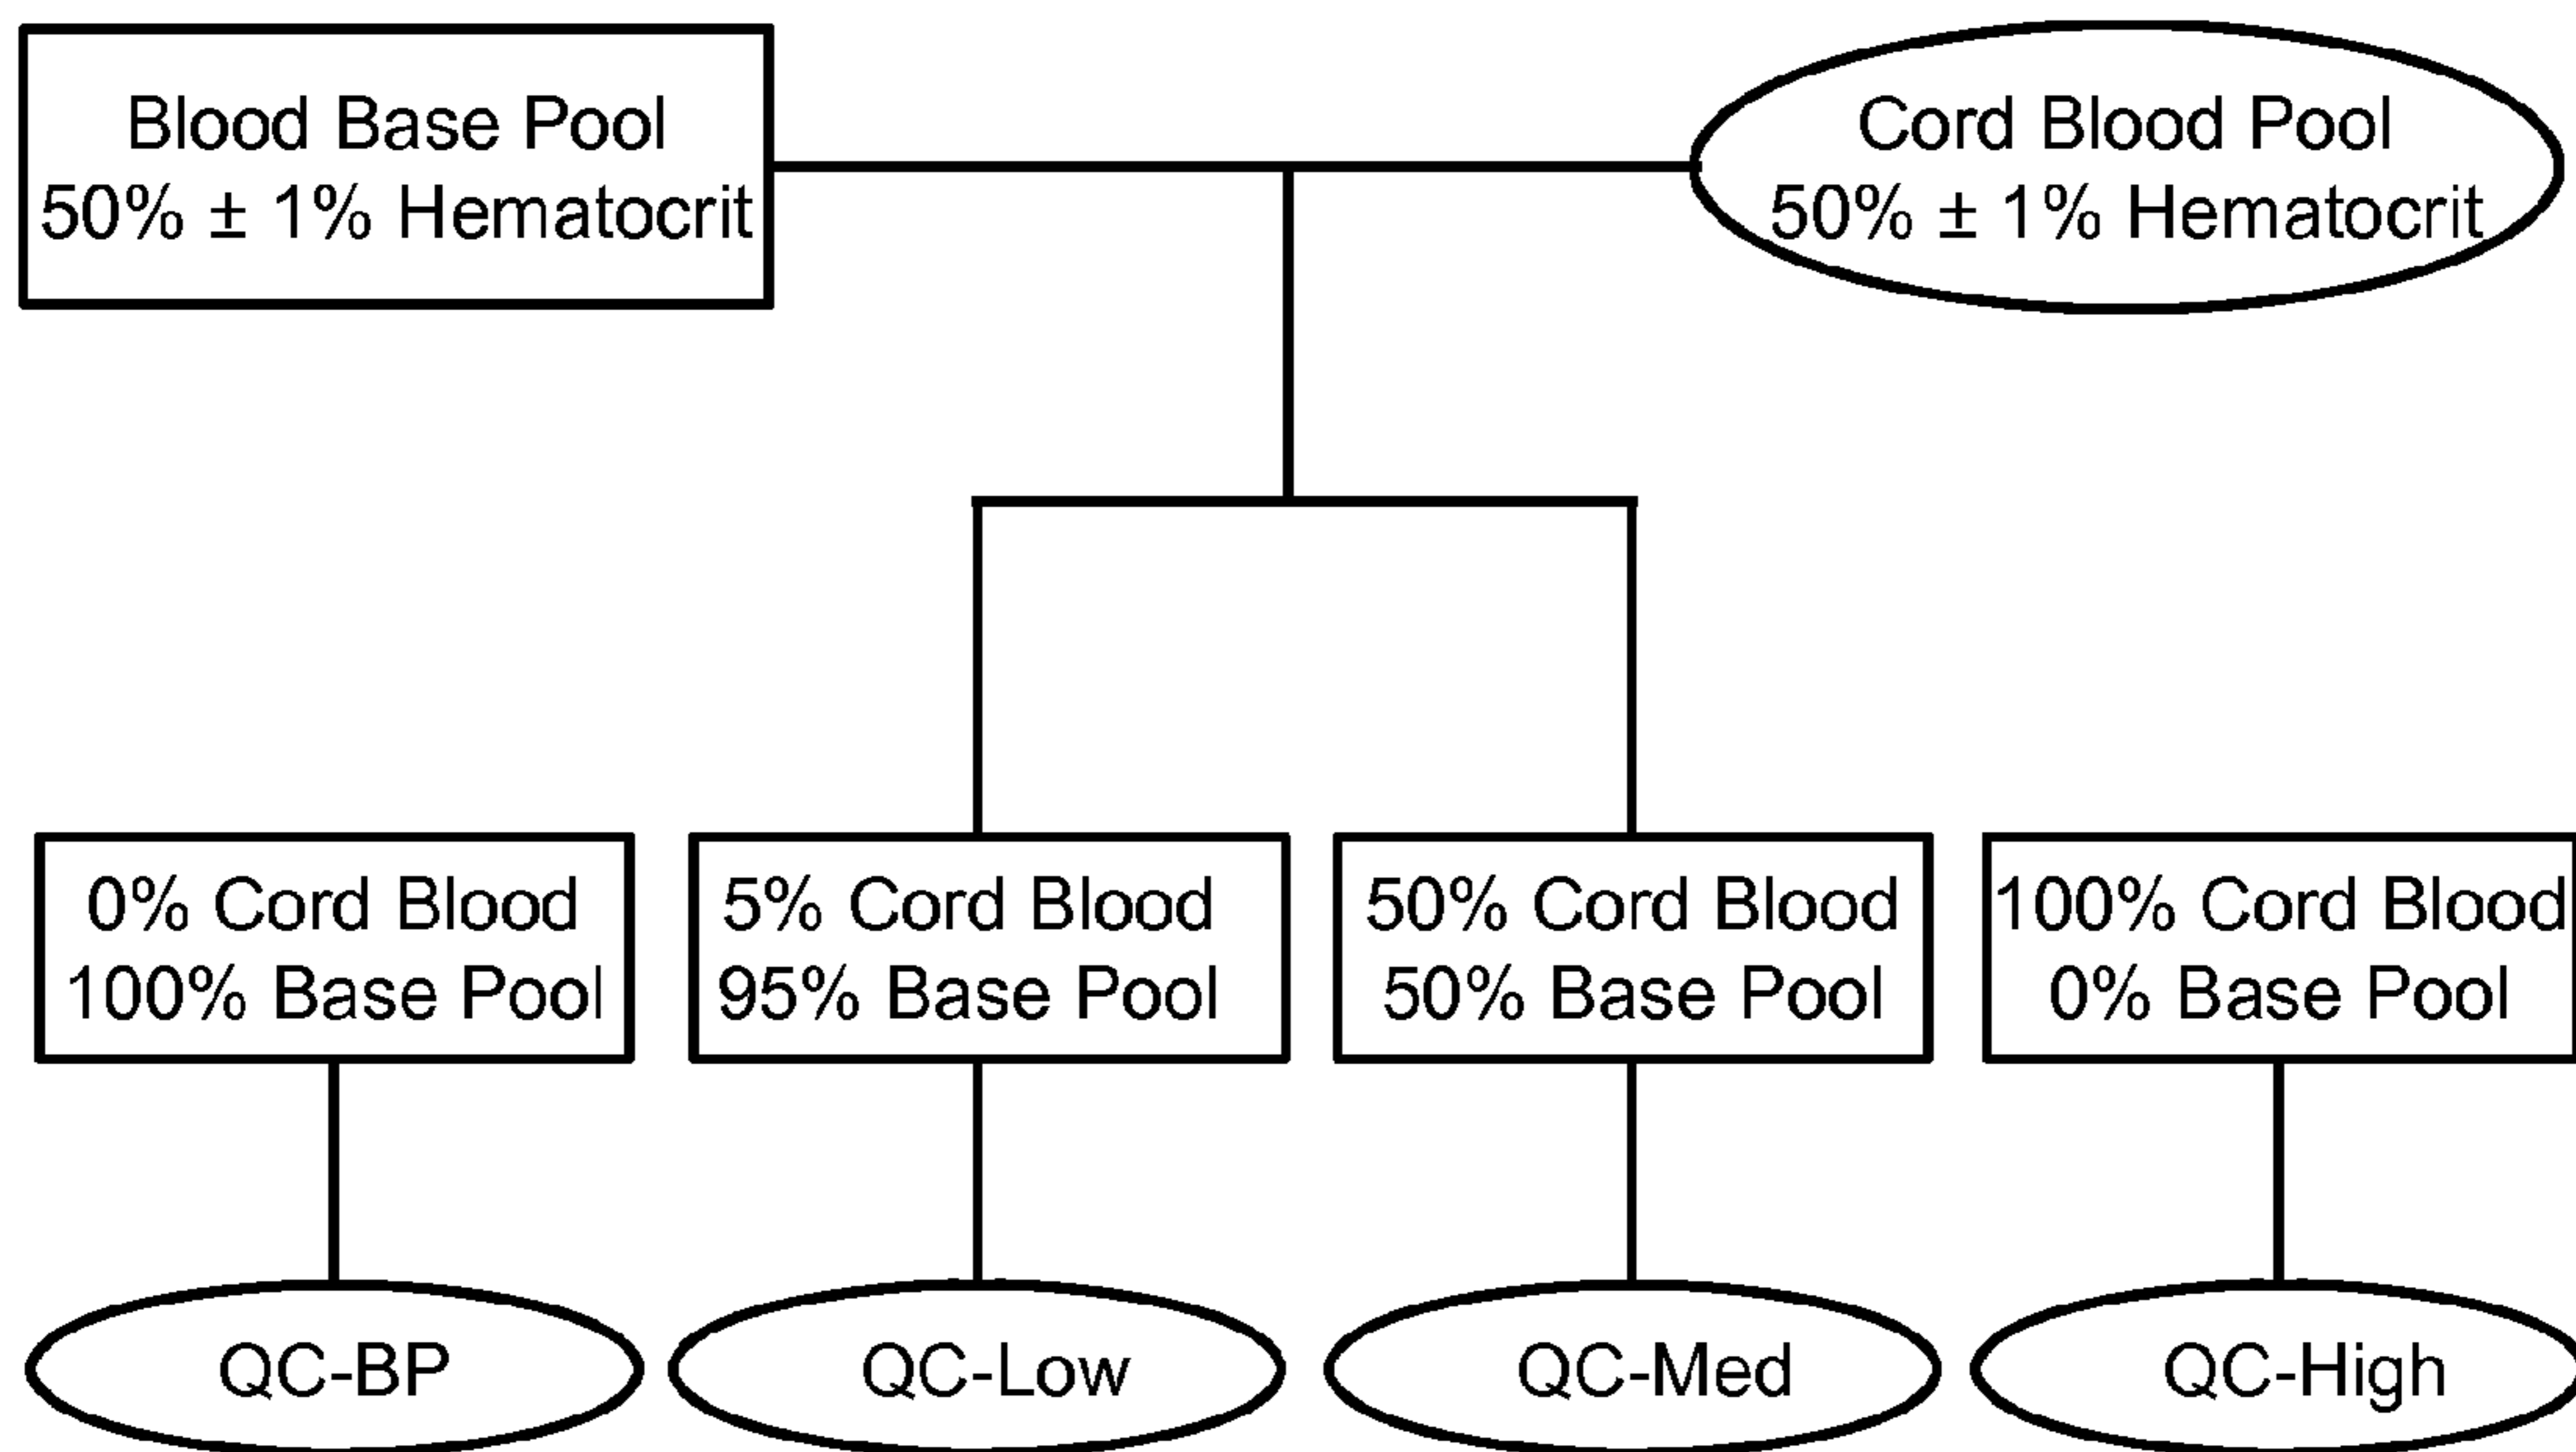 Blood Base Pool
50% ± 1% Hematocrit
Cord Blood Pool
50% ± 1% Hematocrit
0% Cord Blood
100% Base Pool
5% Cord Blood
95% Base Pool
50% Cord Blood
50% Base Pool
100% Cord Blood
0% Base Pool
QC-BP
QC-Low
QC-Med
QC-High